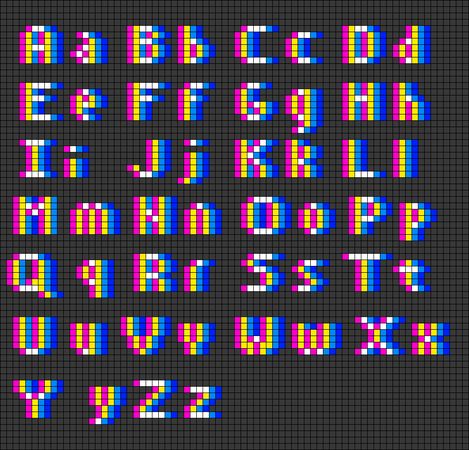 Aa Bb Cc Dd
Ee Ff Gg Hh
Ii Jj Kk Ll
Mm Nn Oo Pp
Qq Rr Ss Tt
Uu Vv Ww Xx
Yy Zz